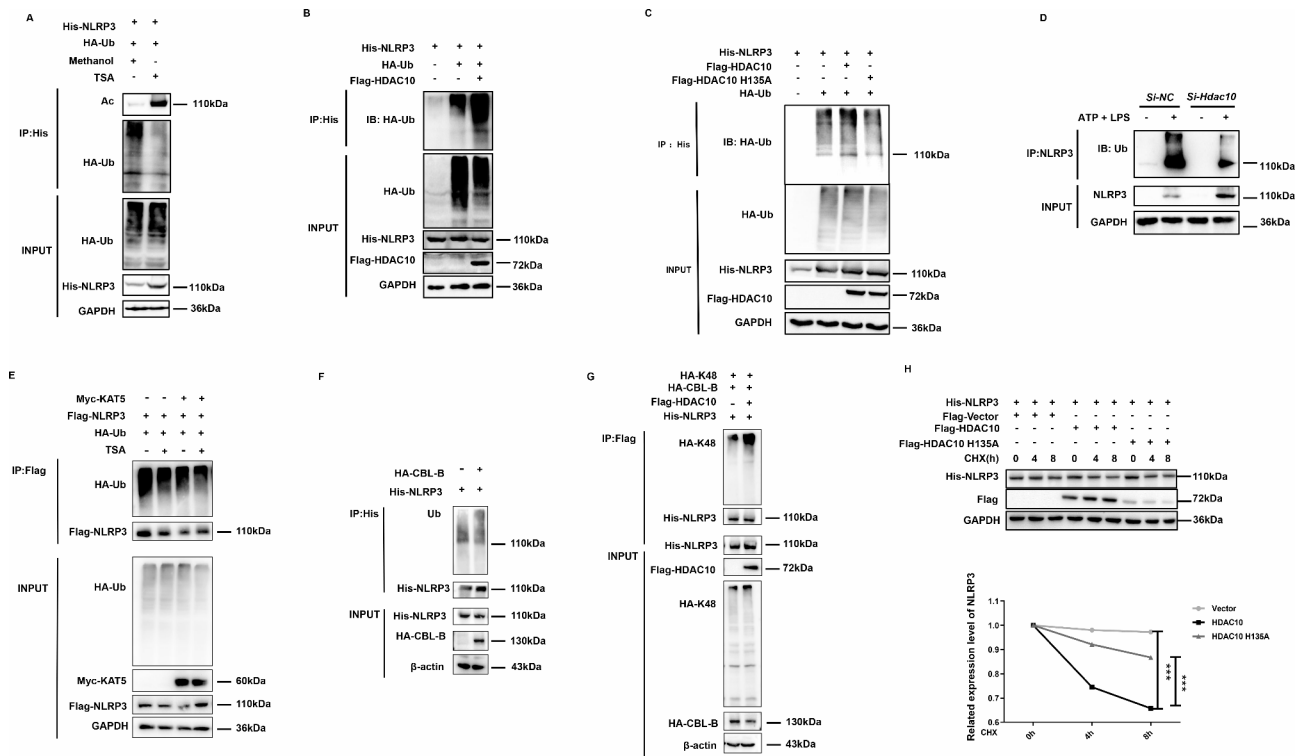 A
His-NLRP3 + +
HA-Ub + +
Methanol + -
TSA - +
IP:His
Ac
110kDa
HA-Ub
INPUT
HA-Ub
His-NLRP3
110kDa
GAPDH
36kDa
B
His-NLRP3 + + +
HA-Ub - + +
Flag-HDAC10 - - +
IP:His
IB: HA-Ub
INPUT
HA-Ub
His-NLRP3
110kDa
Flag-HDAC10
72kDa
GAPDH
36kDa
C
His-NLRP3 + + + +
Flag-HDAC10 - - + -
Flag-HDAC10 H135A - - - +
HA-Ub - + + +
IP : His
IB: HA-Ub
110kDa
INPUT
HA-Ub
His-NLRP3
110kDa
Flag-HDAC10
72kDa
GAPDH
36kDa
D
Si-NC Si-Hdac10
ATP + LPS - + - +
IP:NLRP3
IB: Ub
110kDa
INPUT
NLRP3
110kDa
GAPDH
36kDa
E
Myc-KAT5 - - + +
Flag-NLRP3 + + + +
HA-Ub + + + +
TSA - + - +
IP:Flag
HA-Ub
Flag-NLRP3
110kDa
INPUT
HA-Ub
Myc-KAT5
60kDa
Flag-NLRP3
110kDa
GAPDH
36kDa
F
HA-CBL-B - +
His-NLRP3 + +
IP:His
Ub
110kDa
His-NLRP3
110kDa
INPUT
His-NLRP3
110kDa
HA-CBL-B
130kDa
β-actin
43kDa
G
HA-K48 + +
HA-CBL-B + +
Flag-HDAC10 - +
His-NLRP3 + +
IP:Flag
HA-K48
His-NLRP3
110kDa
INPUT
His-NLRP3
110kDa
Flag-HDAC10
72kDa
HA-K48
HA-CBL-B
130kDa
β-actin
43kDa
H
His-NLRP3 + + + + + + + + +
Flag-Vector + + + - - - - - -
Flag-HDAC10 - - - + + + - - -
Flag-HDAC10 H135A - - - - - - + + +
CHX(h) 0 4 8 0 4 8 0 4 8
His-NLRP3
110kDa
Flag
72kDa
GAPDH
36kDa
Related expression level of NLRP3
1.0
0.9
0.8
0.7
0.6
CHX
0h
4h
8h
***
***
Vector
HDAC10
HDAC10 H135A